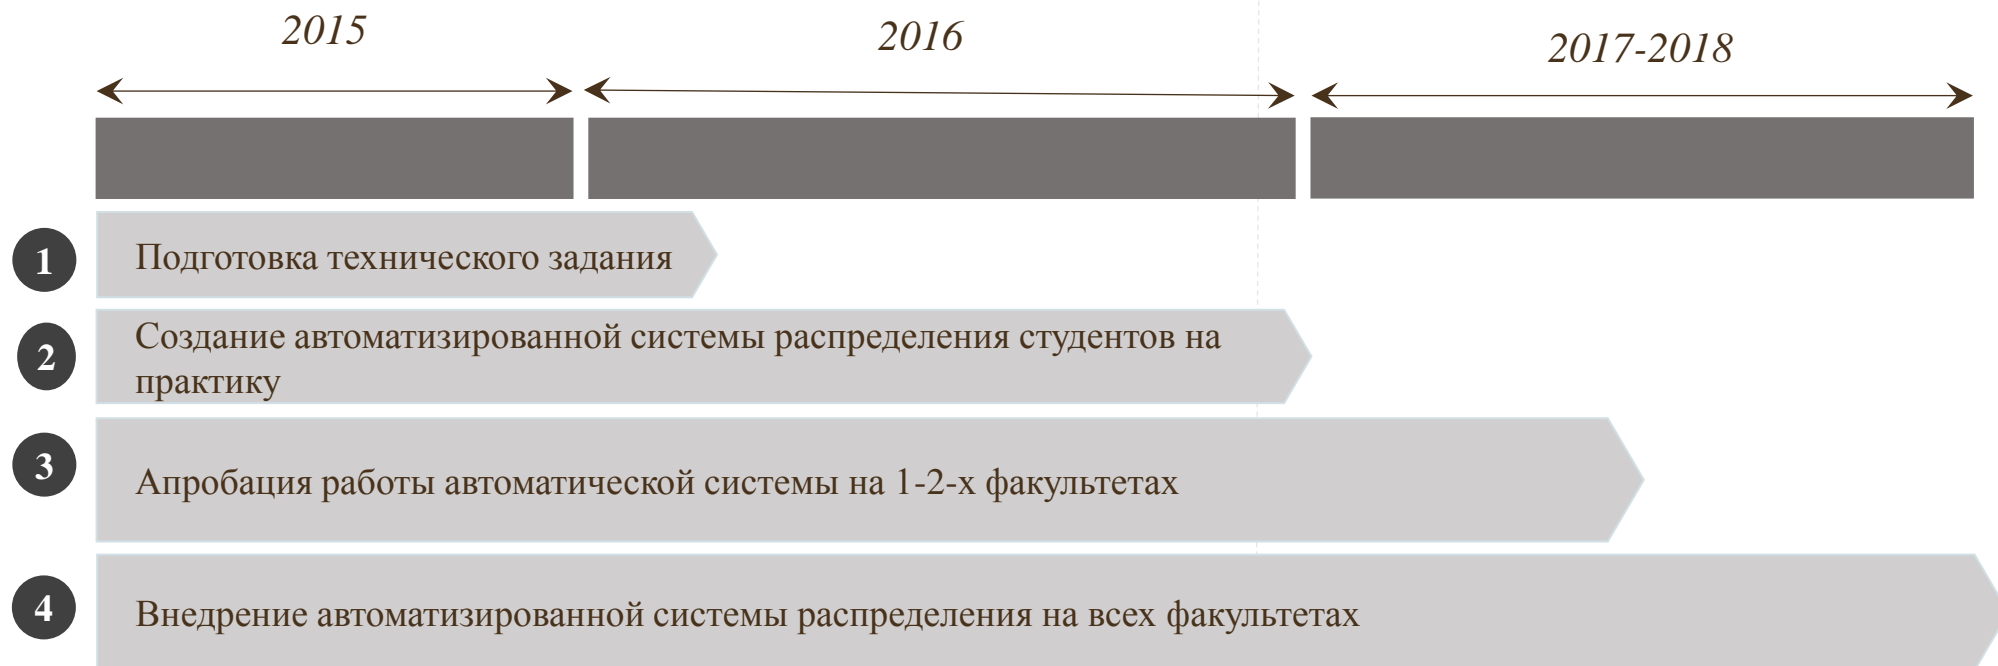 2015
2016
2017-2018
1
Подготовка технического задания
2
Создание автоматизированной системы распределения студентов на
практику
3
Апробация работы автоматической системы на 1-2-х факультетах
4
Внедрение автоматизированной системы распределения на всех факультетах